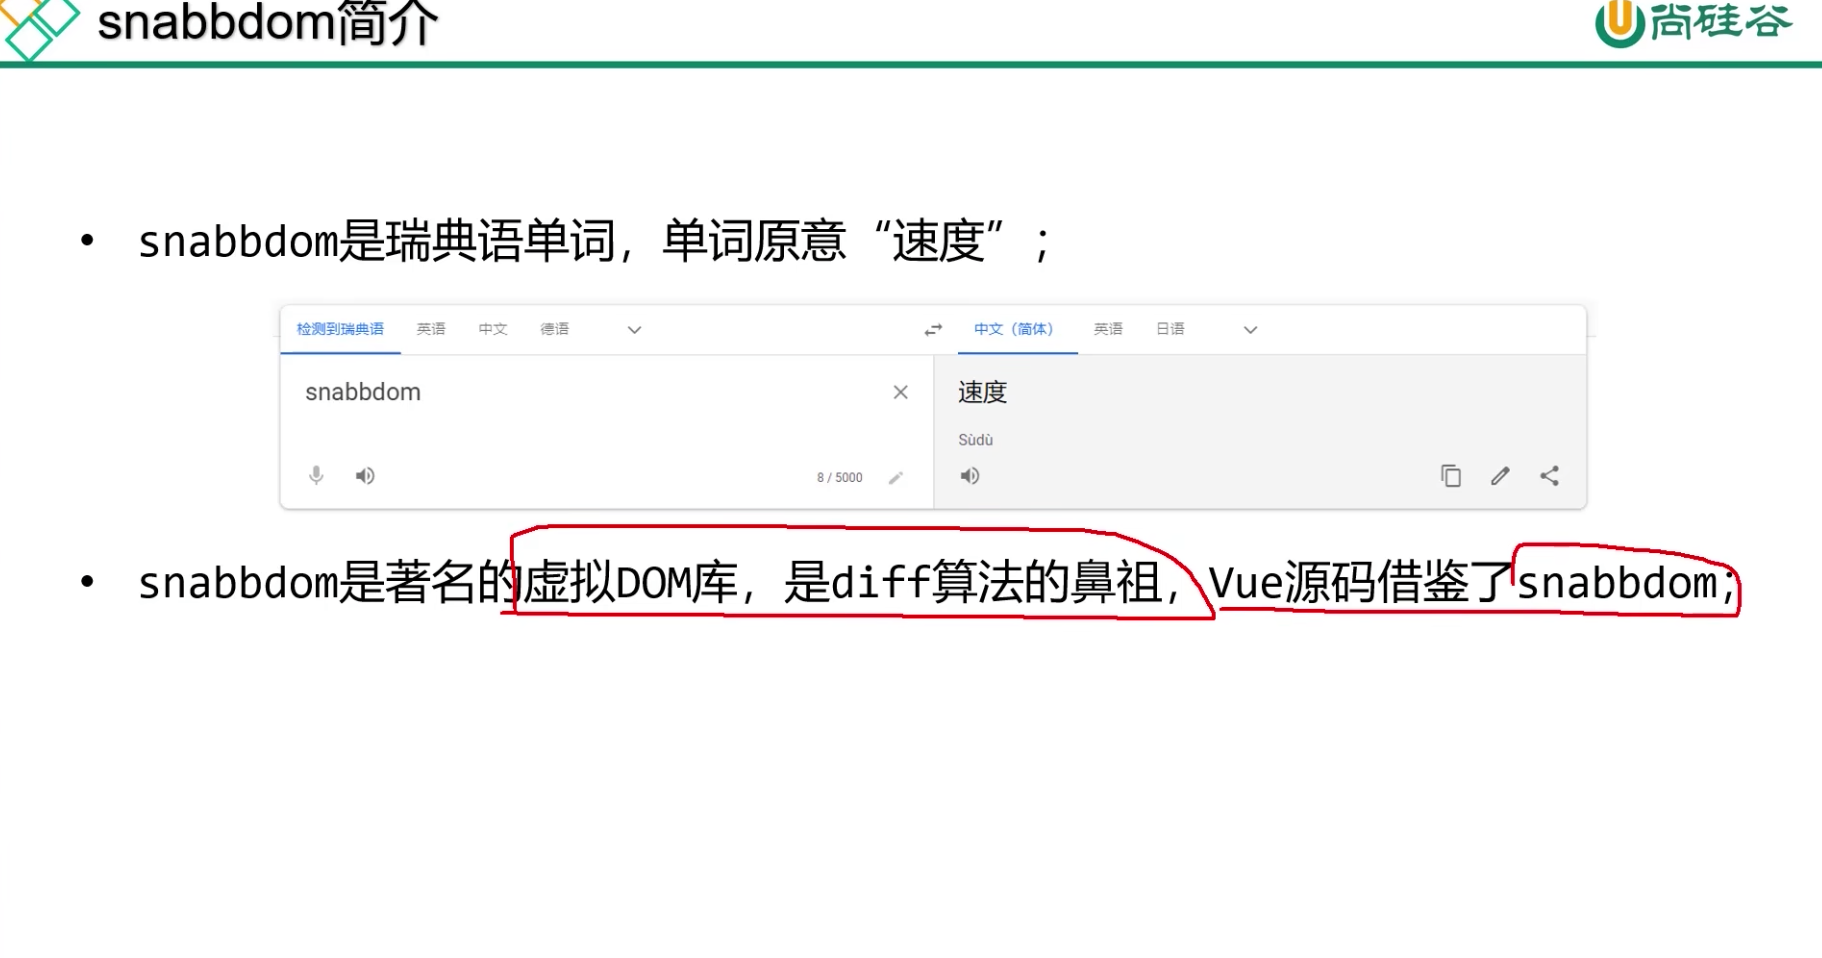 snabbdom简介
尚硅谷
• snabbdom是瑞典语单词，单词原意“速度”；
检测到瑞典语 英语 中文 德语 中文（简体） 英语 日语
snabbdom 速度
Sùdù
8 / 5000
• snabbdom是著名的虚拟DOM库，是diff算法的鼻祖，Vue源码借鉴了snabbdom；